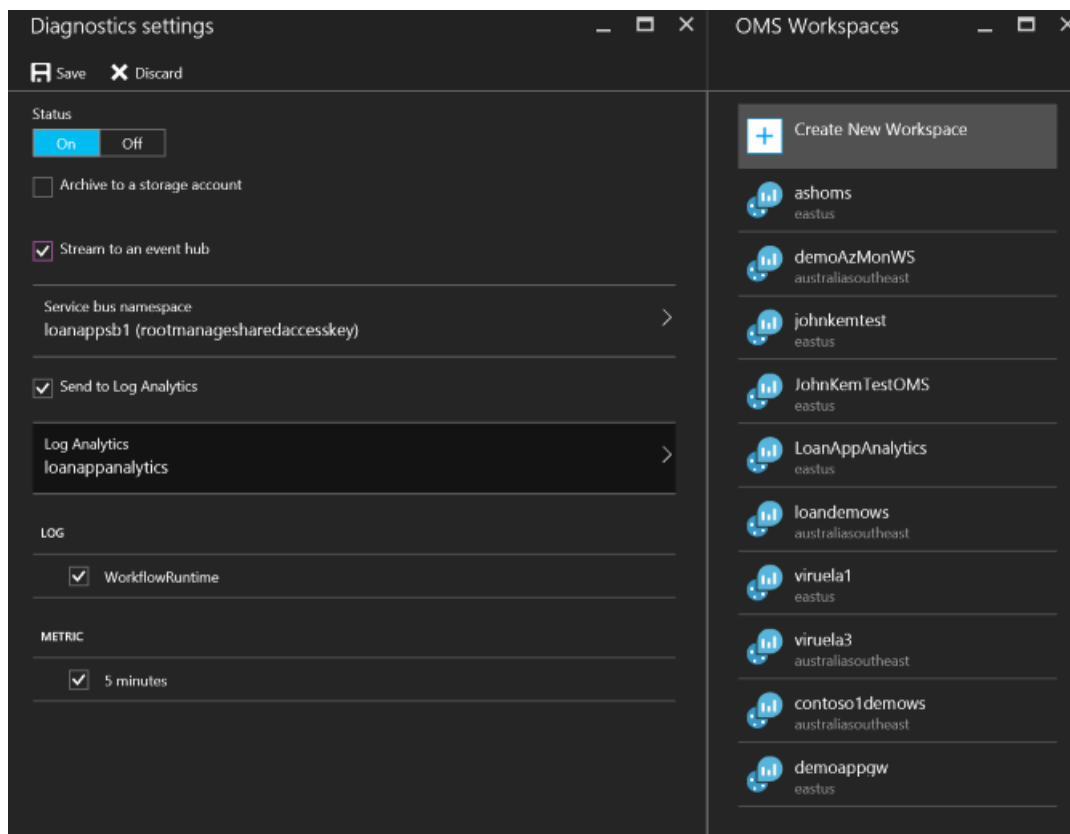 Diagnostics settings
Save
Discard
Status
On
Off
Archive to a storage account
Stream to an event hub
Service bus namespace
loanappsb1 (rootmanagesharedaccesskey)
Send to Log Analytics
Log Analytics
loanappanalytics
LOG
WorkflowRuntime
METRIC
5 minutes
OMS Workspaces
Create New Workspace
ashoms
eastus
demoAzMonWS
australiasoutheast
johnkemtest
eastus
JohnKemTestOMS
eastus
LoanAppAnalytics
eastus
loandemows
australiasoutheast
viruela1
eastus
viruela3
australiasoutheast
contoso1demows
australiasoutheast
demoappgw
eastus